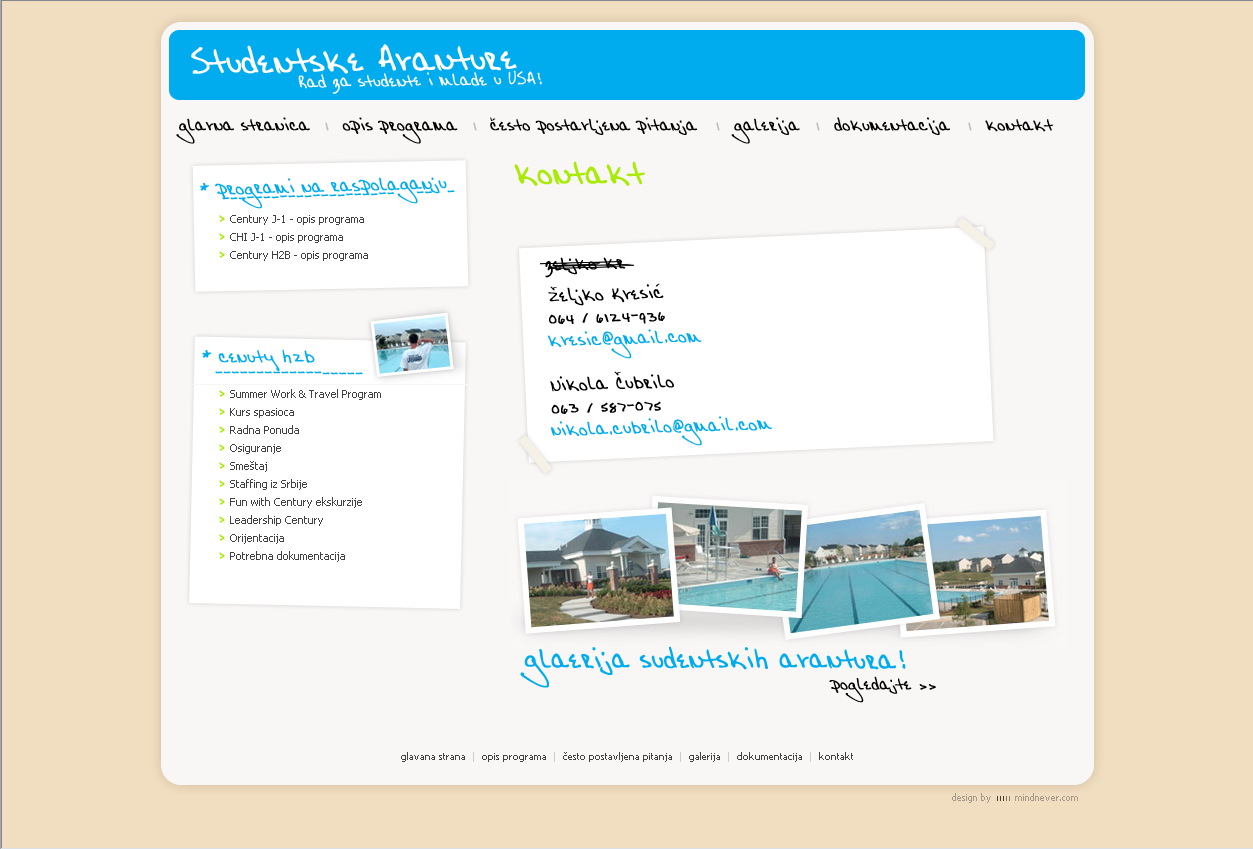 Studentske Avanture
Rad za studente i mlade u USA!
glavna stranica | opis programa | često postavljena pitanja | galerija | dokumentacija | kontakt
* programi na raspolaganju
> Century J-1 - opis programa
> CHI J-1 - opis programa
> Century H2B - opis programa
* cenuty h2b
> Summer Work & Travel Program
> Kurs spasioca
> Radna Ponuda
> Osiguranje
> Smeštaj
> Staffing iz Srbije
> Fun with Century ekskurzije
> Leadership Century
> Orijentacija
> Potrebna dokumentacija
kontakt
željko kr
željko Kresić
064 / 6124-936
kresic@gmail.com
Nikola Čubrilo
063 / 587-075
nikola.cubrilo@gmail.com
glaerija sudentskih avantura!
pogledajte >>
glavana strana | opis programa | često postavljena pitanja | galerija | dokumentacija | kontakt
design by mindnever.com